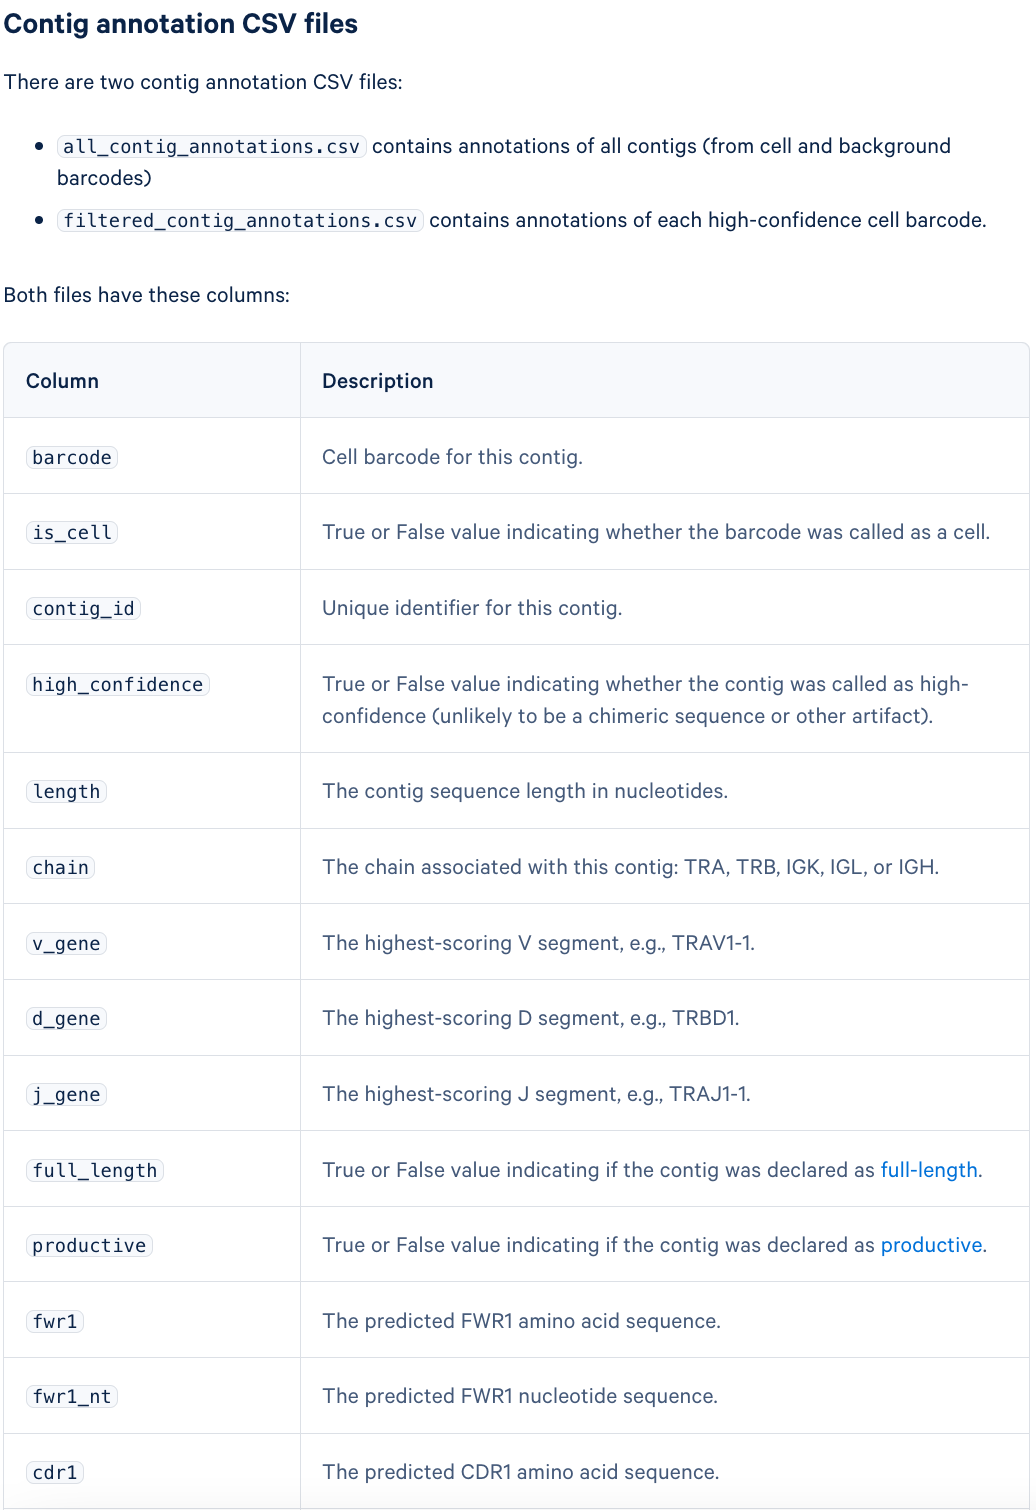 Contig annotation CSV files
There are two contig annotation CSV files:
all_contig_annotations.csv contains annotations of all contigs (from cell and background
barcodes)
filtered_contig_annotations.csv contains annotations of each high-confidence cell barcode.
Both files have these columns:
Column Description
barcode Cell barcode for this contig.
is_cell True or False value indicating whether the barcode was called as a cell.
contig_id Unique identifier for this contig.
high_confidence True or False value indicating whether the contig was called as high-
confidence (unlikely to be a chimeric sequence or other artifact).
length The contig sequence length in nucleotides.
chain The chain associated with this contig: TRA, TRB, IGK, IGL, or IGH.
v_gene The highest-scoring V segment, e.g., TRAV1-1.
d_gene The highest-scoring D segment, e.g., TRBD1.
j_gene The highest-scoring J segment, e.g., TRAJ1-1.
full_length True or False value indicating if the contig was declared as full-length.
productive True or False value indicating if the contig was declared as productive.
fwr1 The predicted FWR1 amino acid sequence.
fwr1_nt The predicted FWR1 nucleotide sequence.
cdr1 The predicted CDR1 amino acid sequence.